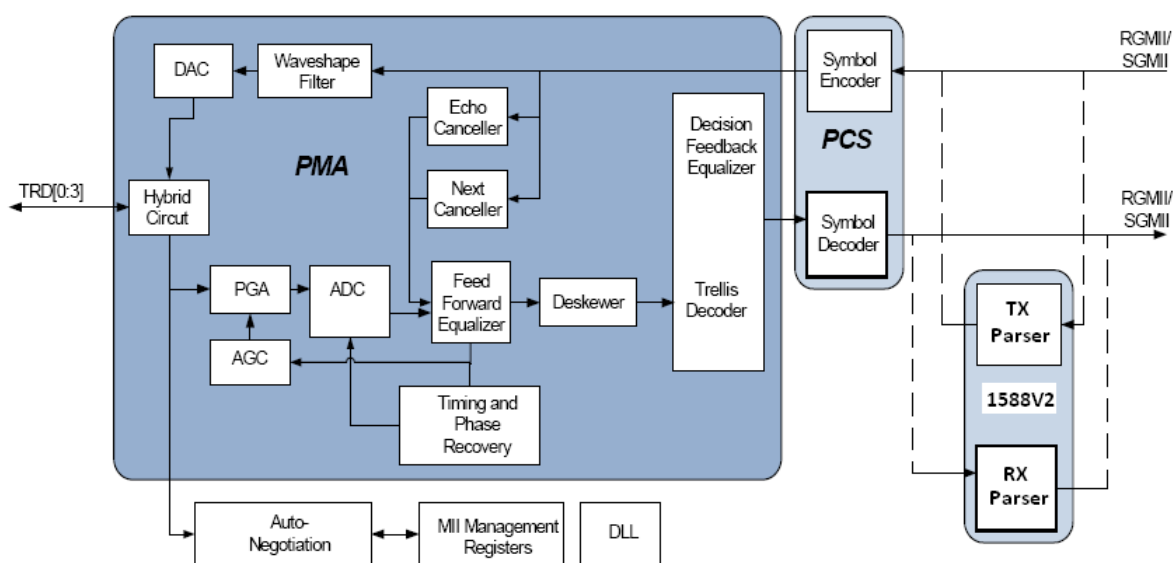 RGMII/
SGMII
DAC
Waveshape
Filter
Symbol
Encoder
Echo
Canceller
Decision
Feedback
Equalizer
PMA
PCS
TRD[0:3]
Hybrid
Circut
Next
Canceller
RGMII/
SGMII
Symbol
Decoder
PGA
ADC
Feed
Forward
Equalizer
Deskewer
Trellis
Decoder
TX
Parser
AGC
1588V2
Timing and
Phase
Recovery
RX
Parser
Auto-
Negotiation
MII Management
Registers
DLL